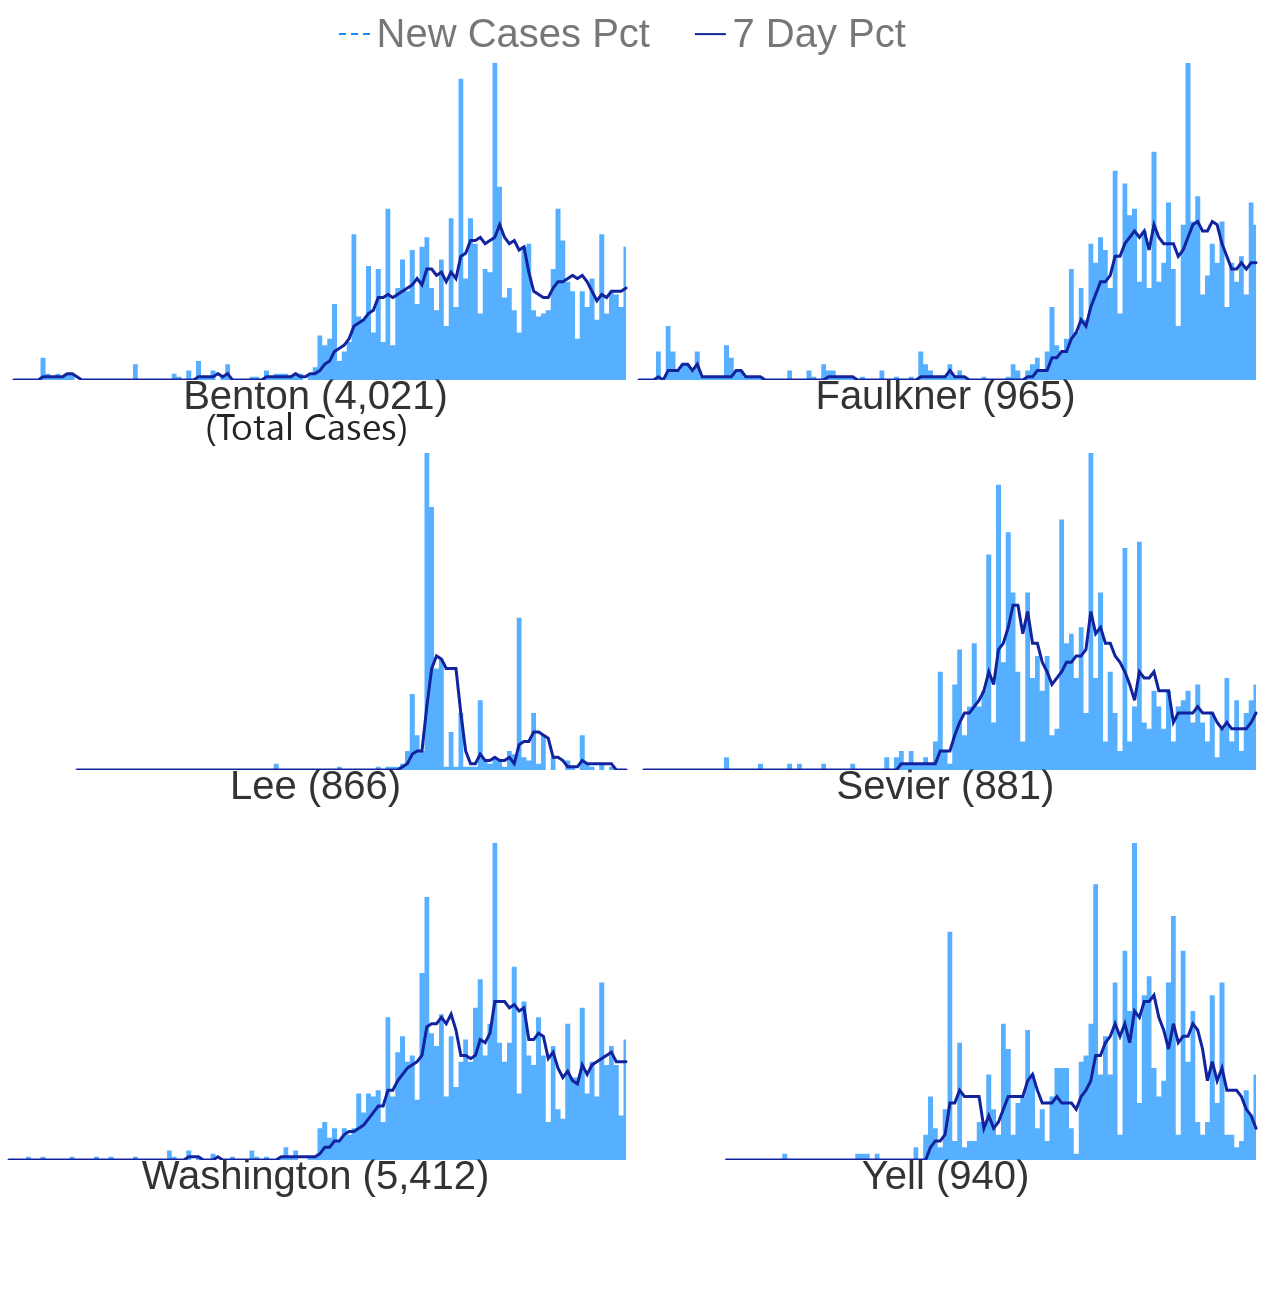 New Cases Pct 7 Day Pct
Benton (4,021) Faulkner (965)
(Total Cases)
Lee (866) Sevier (881)
Washington (5,412) Yell (940)